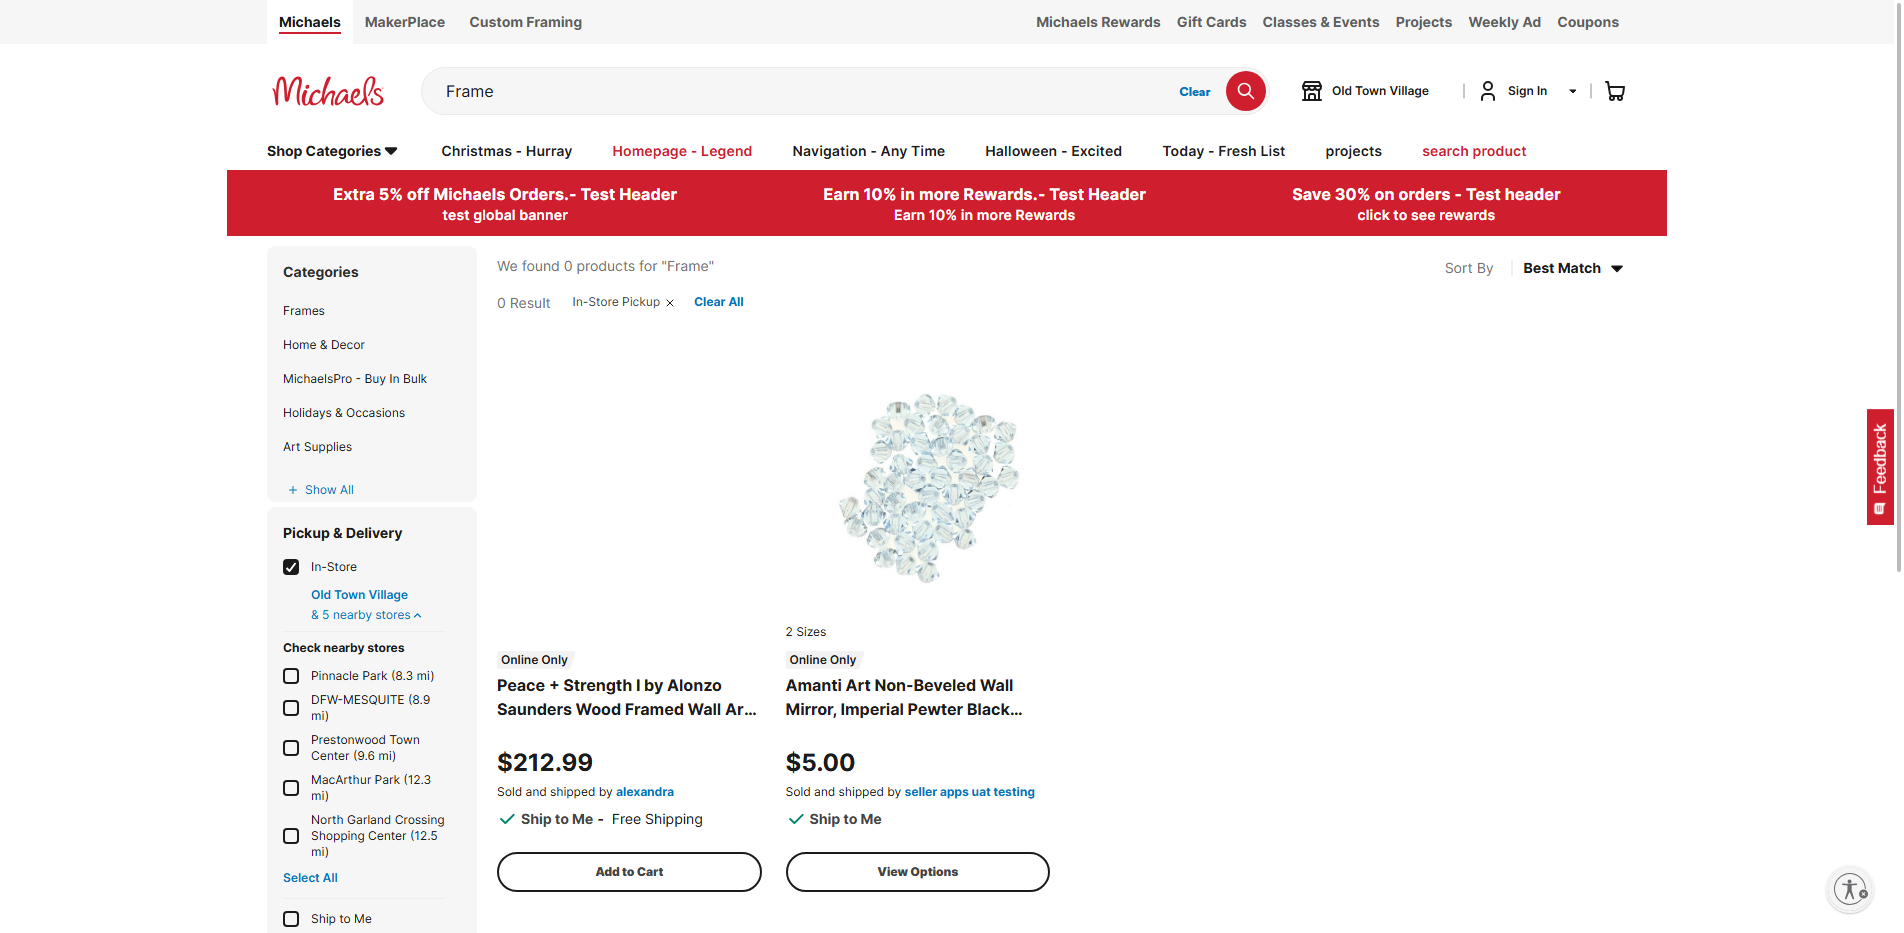 Michaels
MakerPlace
Custom Framing
Michaels Rewards
Gift Cards
Classes & Events
Projects
Weekly Ad
Coupons
Michaels
Frame
Clear
Old Town Village
Sign In
Shop Categories
Christmas - Hurray
Homepage - Legend
Navigation - Any Time
Halloween - Excited
Today - Fresh List
projects
search product
Extra 5% off Michaels Orders.- Test Header
test global banner
Earn 10% in more Rewards.- Test Header
Earn 10% in more Rewards
Save 30% on orders - Test header
click to see rewards
Categories
Frames
Home & Decor
MichaelsPro - Buy In Bulk
Holidays & Occasions
Art Supplies
+ Show All
Pickup & Delivery
In-Store
Old Town Village
& 5 nearby stores
Check nearby stores
Pinnacle Park (8.3 mi)
DFW-MESQUITE (8.9
mi)
Prestonwood Town
Center (9.6 mi)
MacArthur Park (12.3
mi)
North Garland Crossing
Shopping Center (12.5
mi)
Select All
Ship to Me
We found 0 products for "Frame"
Sort By
Best Match
0 Result
In-Store Pickup
Clear All
Online Only
Peace + Strength I by Alonzo
Saunders Wood Framed Wall Ar...
$212.99
Sold and shipped by alexandra
Ship to Me - Free Shipping
Add to Cart
2 Sizes
Online Only
Amanti Art Non-Beveled Wall
Mirror, Imperial Pewter Black...
$5.00
Sold and shipped by seller apps uat testing
Ship to Me
View Options
Feedback